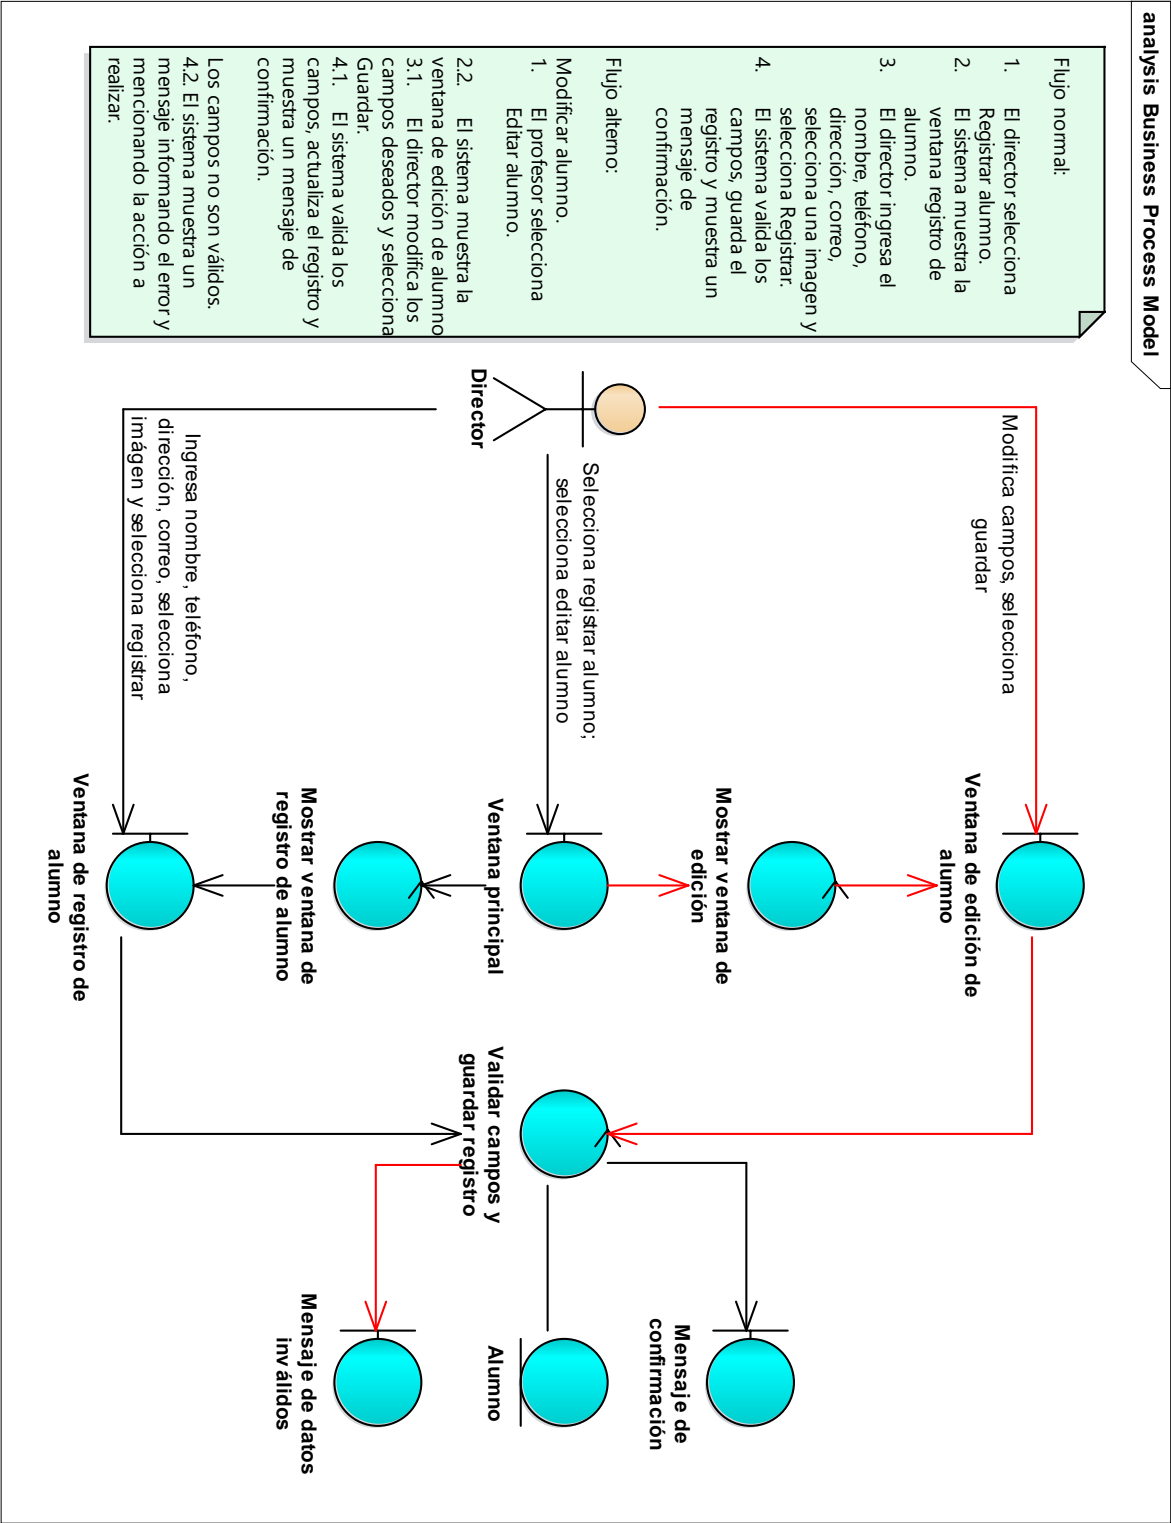 analysis Business Process Model
Flujo normal:
1. El director selecciona
Registrar alumno.
2. El sistema muestra la
ventana registro de
alumno.
3. El director ingresa el
nombre, teléfono,
dirección, correo,
selecciona una imagen y
selecciona Registrar.
4. El sistema valida los
campos, guarda el
registro y muestra un
mensaje de
confirmación.
Flujo alterno:
Modificar alumno.
1. El profesor selecciona
Editar alumno.
2.2. El sistema muestra la
ventana de edición de alumno
3.1. El director modifica los
campos deseados y selecciona
Guardar.
4.1 El sistema valida los
campos, actualiza el registro y
muestra un mensaje de
confirmación.
Los campos no son válidos.
4.2. El sistema muestra un
mensaje informando el error y
mencionando la acción a
realizar.
Modifica campos, selecciona
guardar
Ventana de edición de
alumno
Mostrar ventana de
edición
Mensaje de
confirmación
Director
Selecciona registrar alumno;
selecciona editar alumno
Ventana principal
Validar campos y
guardar registro
Alumno
Mostrar ventana de
registro de alumno
Mensaje de datos
inválidos
Ingresa nombre, teléfono,
dirección, correo, selecciona
imágen y selecciona registrar
Ventana de registro de
alumno